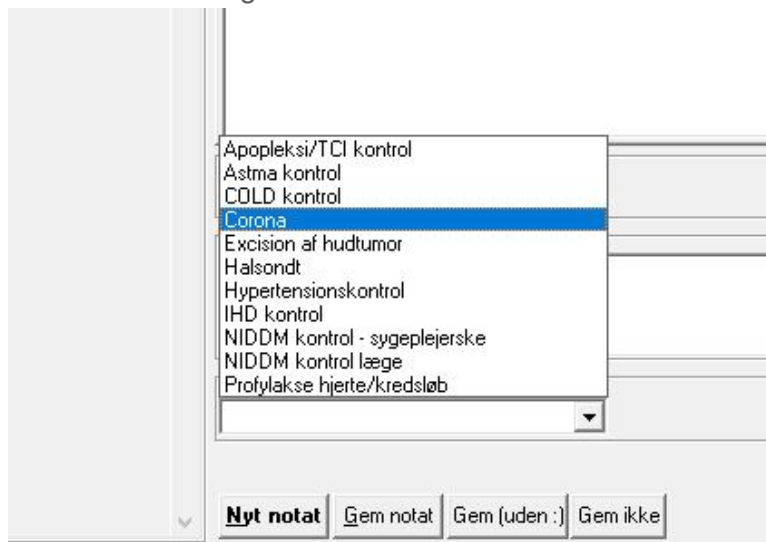 Apopleksi/TCI kontrol
Astma kontrol
COLD kontrol
Corona
Excision af hudtumor
Halsondt
Hypertensionskontrol
IHD kontrol
NIDDM kontrol - sygeplejerske
NIDDM kontrol læge
Profylakse hjerte/kredsløb
Nyt notat Gem notat Gem (uden :) Gem ikke